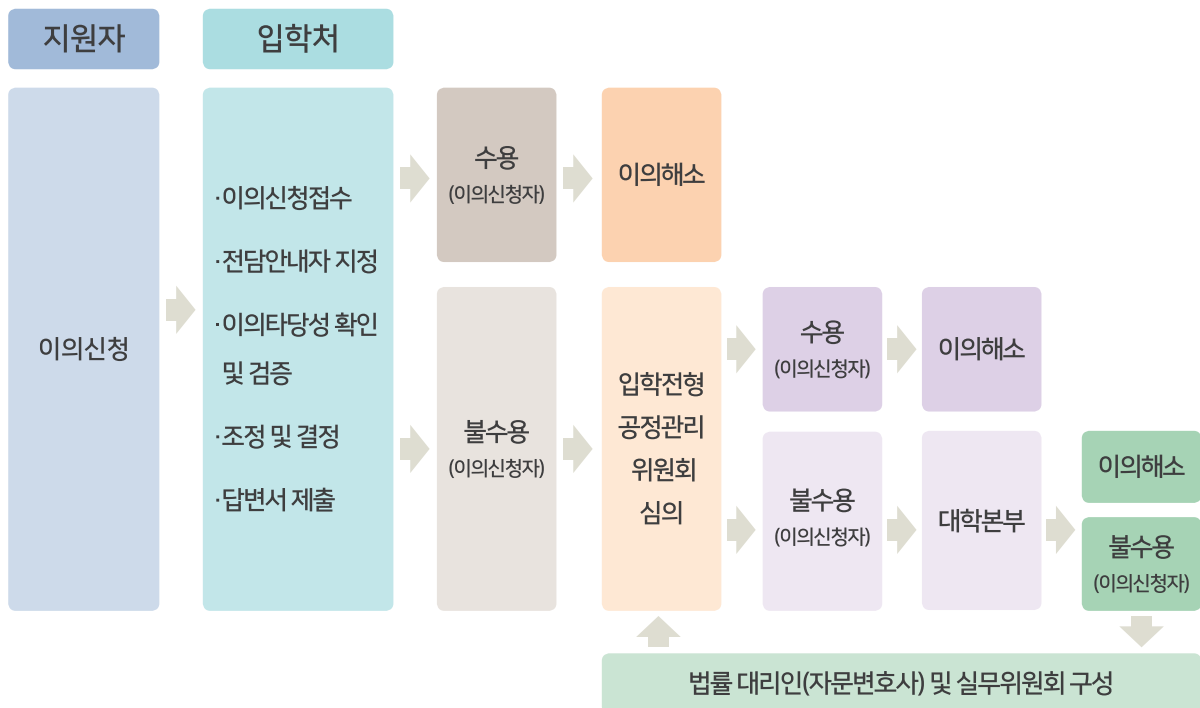 지원자
입학처
이의신청
·이의신청접수
·전담안내자 지정
·이의타당성 확인
및 검증
·조정 및 결정
·답변서 제출
수용
(이의신청자)
이의해소
불수용
(이의신청자)
입학전형
공정관리
위원회
심의
수용
(이의신청자)
이의해소
불수용
(이의신청자)
대학본부
이의해소
불수용
(이의신청자)
법률 대리인(자문변호사) 및 실무위원회 구성